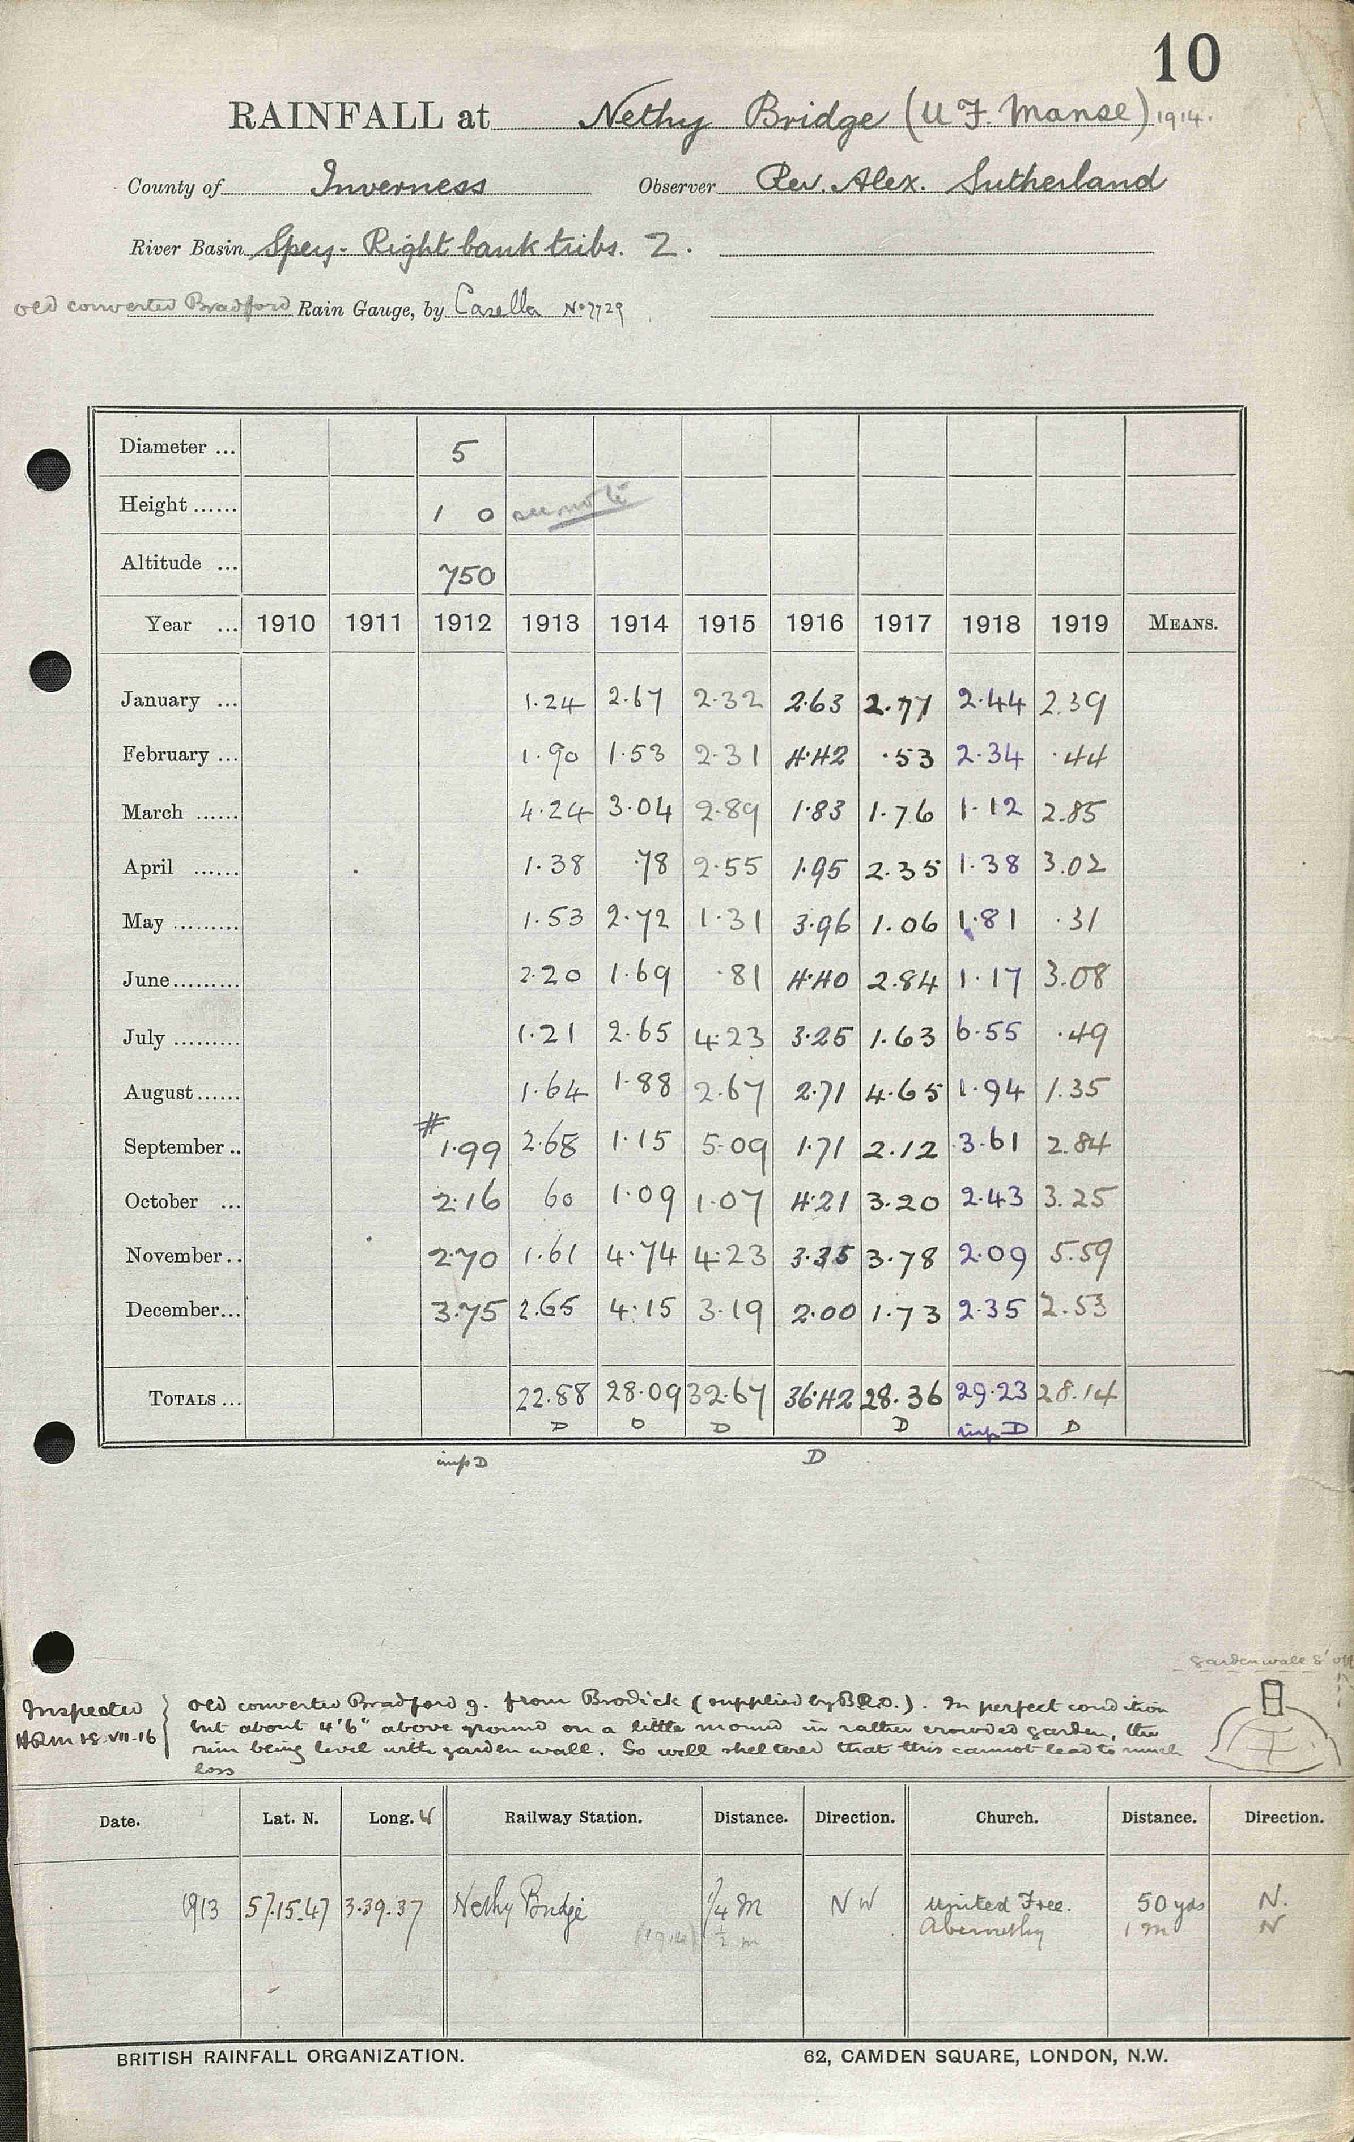 10
RAINFALL at Nethy Bridge (U F. Manse) 1914.
County of Inverness Observer Rev. Alex. Sutherland
River Basin Spey - Right bank tribs. 2.
old converted Bradford Rain Gauge, by Casella No 7729
Diameter ... 5
Height ...... 1 0 see note
Altitude ... 750
Year ... 1910 1911 1912 1913 1914 1915 1916 1917 1918 1919 MEANS.
January ... 1.24 2.67 2.32 2.63 2.77 2.44 2.39
February ... 1.90 1.53 2.31 4.42 .53 2.34 .44
March ...... 4.24 3.04 2.89 1.83 1.76 1.12 2.85
April ...... 1.38 .78 2.55 1.95 2.35 1.38 3.02
May ......... 1.53 2.72 1.31 3.96 1.06 1.81 .31
June......... 2.20 1.69 .81 4.40 2.84 1.17 3.08
July ......... 1.21 2.65 4.23 3.25 1.63 6.55 .49
August...... 1.64 1.88 2.67 2.71 4.65 1.94 1.35
September .. # 1.99 2.68 1.15 5.09 1.71 2.12 3.61 2.84
October ... 2.16 60 1.09 1.07 4.21 3.20 2.43 3.25
November .. 2.70 1.61 4.74 4.23 3.35 3.78 2.09 5.59
December... 3.75 2.65 4.15 3.19 2.00 1.73 2.35 2.53
TOTALS ... 22.88 28.09 32.67 36.42 28.36 29.23 28.14
D D D D imp D D
imp D D
garden wall 8' off
Inspected old converted Bradford g. from Brodick (supplied by B.R.O.). In perfect condition
HRM 15.VII.16 but about 4'6" above ground on a little mound in rather crowded garden, the
rim being level with garden wall. So well sheltered that this cannot lead to much
loss
Date. Lat. N. Long. W Railway Station. Distance. Direction. Church. Distance. Direction.
1913 57.15.47 3.39.37 Nethy Bridge 1/4 m NW United Free. 50 yds N.
(1914) 1/2 m Abernethy 1 m N
BRITISH RAINFALL ORGANIZATION. 62, CAMDEN SQUARE, LONDON, N.W.